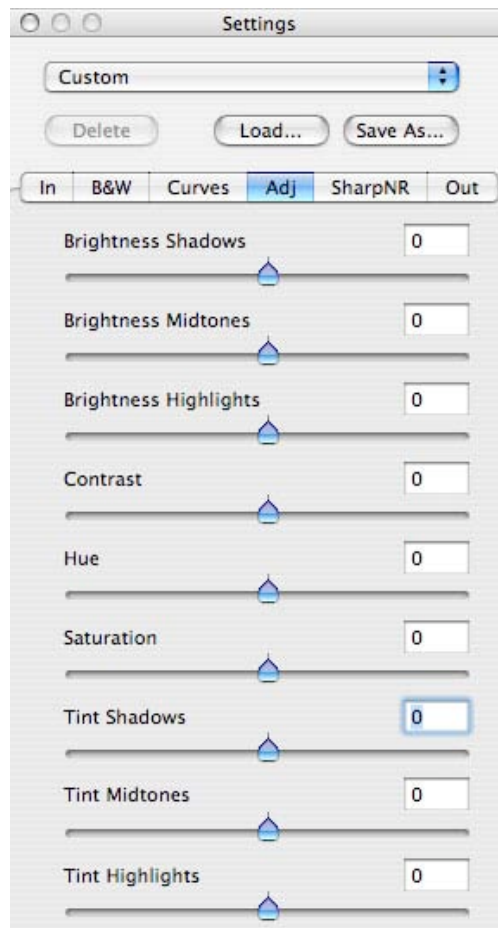 Settings
Custom
Delete Load... Save As...
In B&W Curves Adj SharpNR Out
Brightness Shadows 0
Brightness Midtones 0
Brightness Highlights 0
Contrast 0
Hue 0
Saturation 0
Tint Shadows 0
Tint Midtones 0
Tint Highlights 0